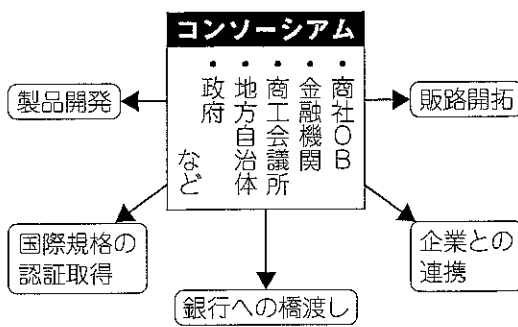 コンソーシアム
・商社OB
・金融機関
・商工会議所
・地方自治体
・政府
など
製品開発
販路開拓
国際規格の
認証取得
銀行への橋渡し
企業との
連携